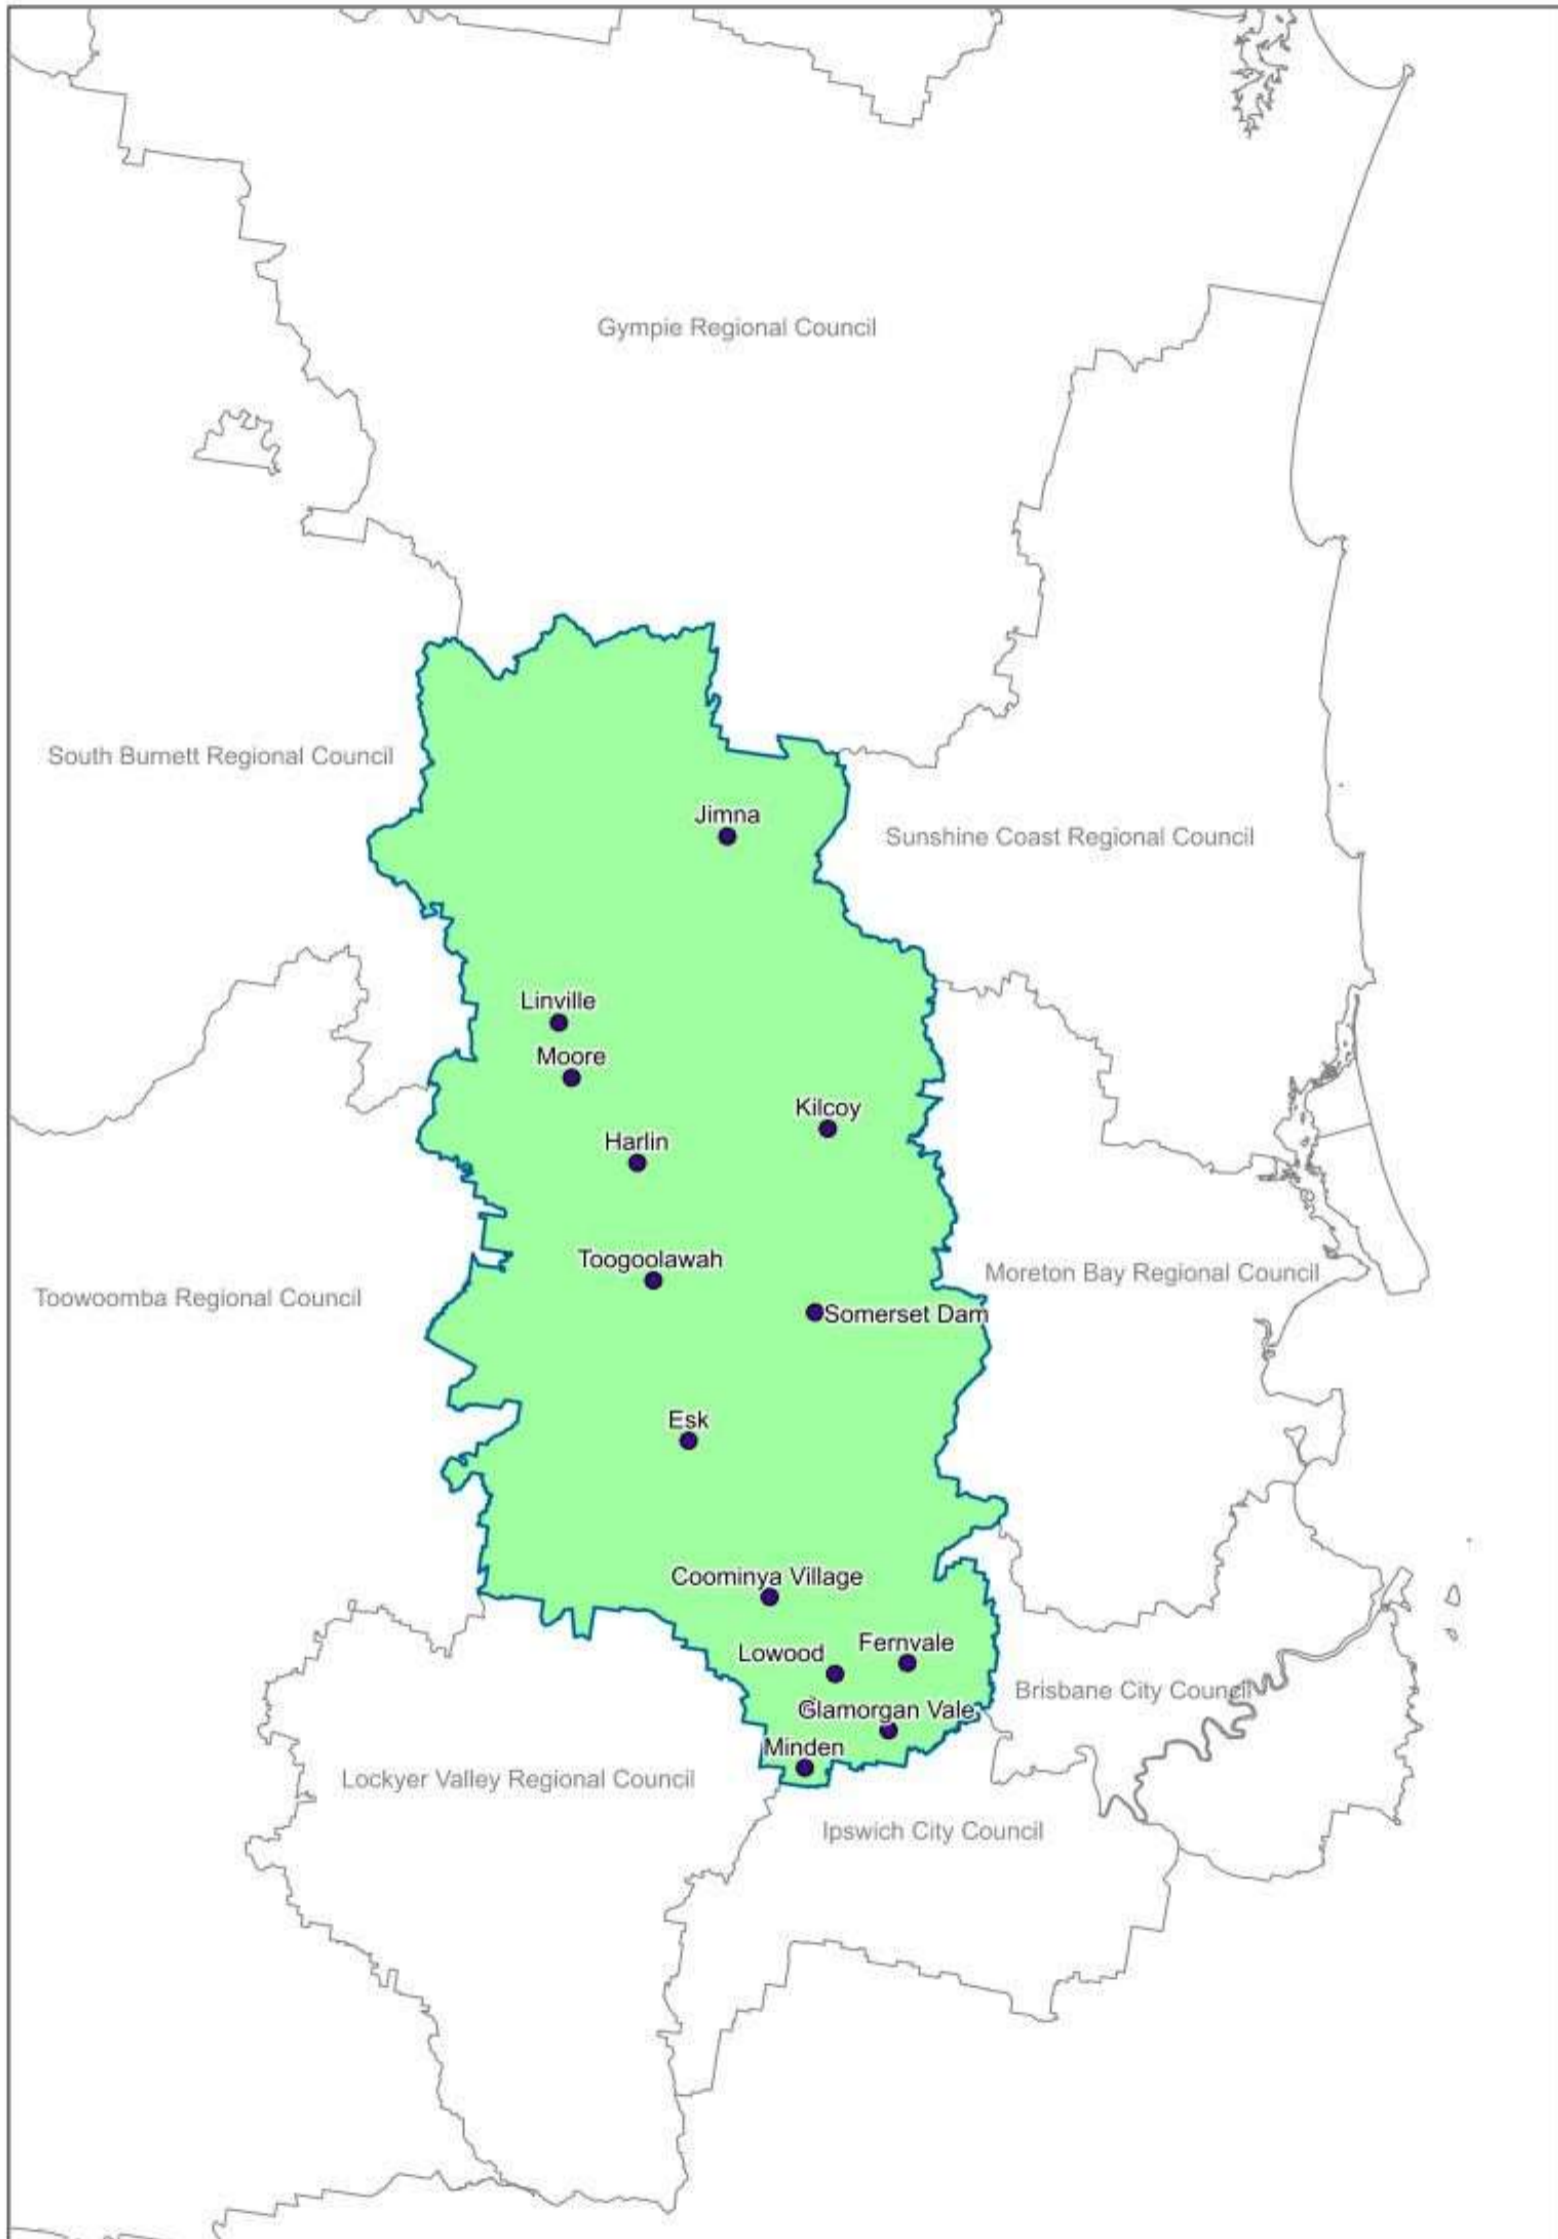 Gympie Regional Council
South Burnett Regional Council
Jimna
Sunshine Coast Regional Council
Linville
Moore
Kilcoy
Harlin
Toogoolawah
Moreton Bay Regional Council
Toowoomba Regional Council
Somerset Dam
Esk
Coominya Village
Fernvale
Lowood
Brisbane City Council
Glamorgan Vale
Minden
Lockyer Valley Regional Council
Ipswich City Council